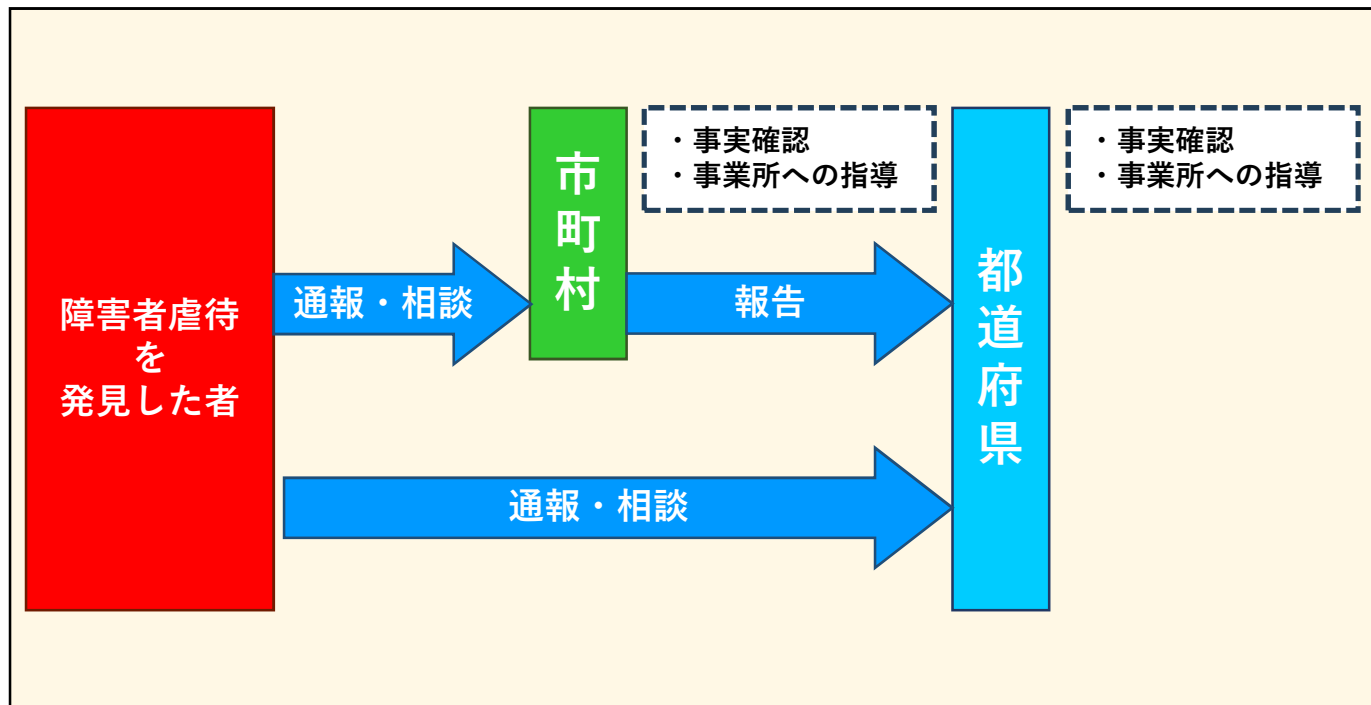 障害者虐待
を
発見した者
通報・相談
市町村
・事実確認
・事業所への指導
報告
通報・相談
都道府県
・事実確認
・事業所への指導